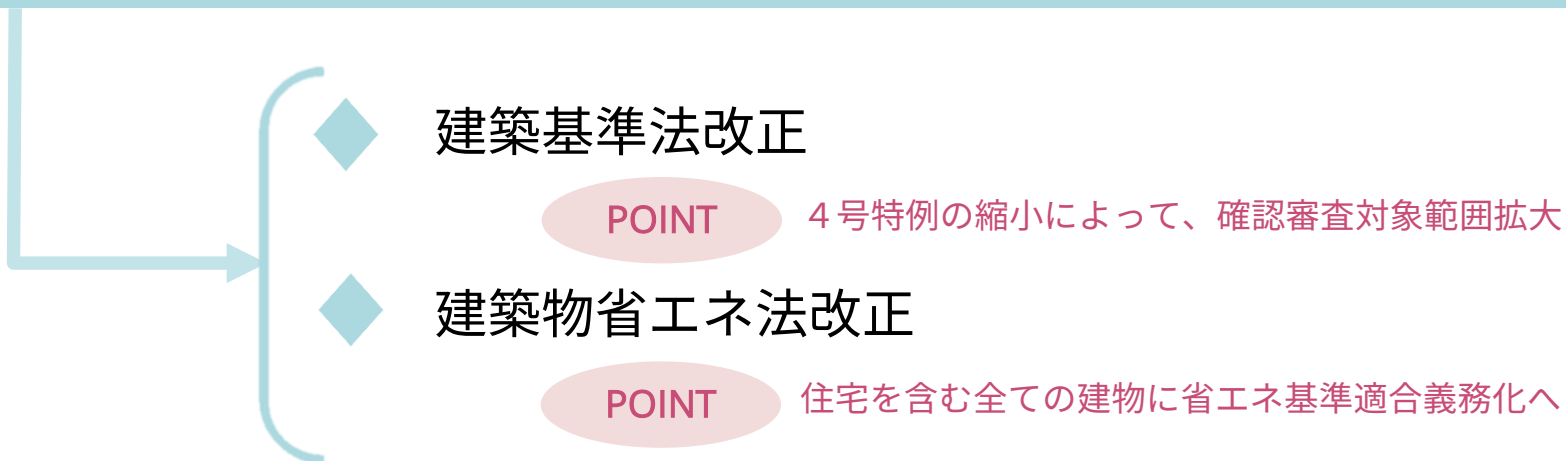 建築基準法改正
POINT ４号特例の縮小によって、確認審査対象範囲拡大
建築物省エネ法改正
POINT 住宅を含む全ての建物に省エネ基準適合義務化へ